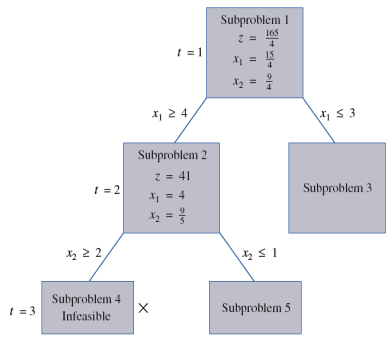 Subproblem 1
z = 165/4
t = 1
x₁ = 15/4
x₂ = 9/4
x₁ ≥ 4
x₁ ≤ 3
Subproblem 2
z = 41
t = 2
x₁ = 4
x₂ = 9/5
Subproblem 3
x₂ ≥ 2
x₂ ≤ 1
Subproblem 4
t = 3
Infeasible
×
Subproblem 5